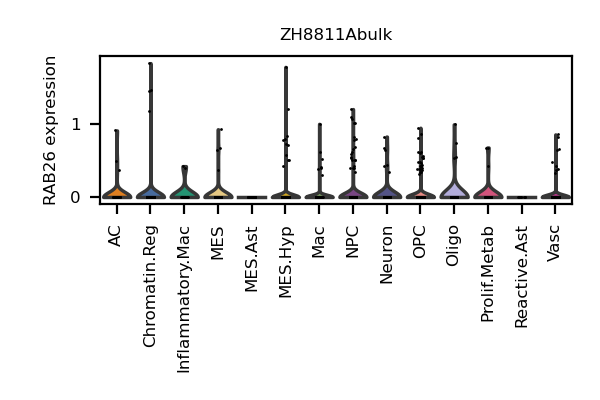 ZH8811Abulk
RAB26 expression
1
0
AC
Chromatin.Reg
Inflammatory.Mac
MES
MES.Ast
MES.Hyp
Mac
NPC
Neuron
OPC
Oligo
Prolif.Metab
Reactive.Ast
Vasc